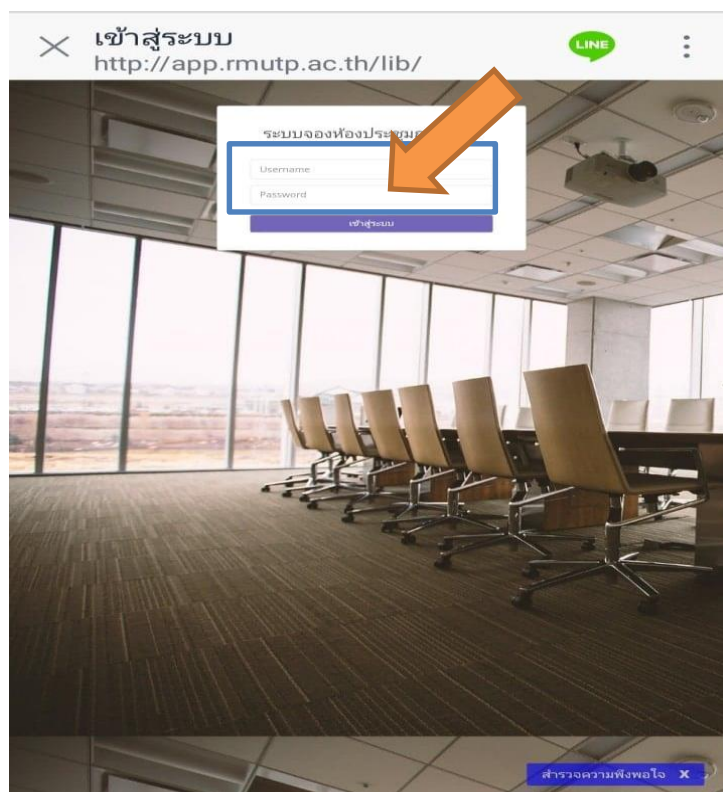 เข้าสู่ระบบ
http://app.rmutp.ac.th/lib/
LINE
ระบบจองห้องประชุม
Username
Password
เข้าสู่ระบบ
สำรวจความพึงพอใจ X